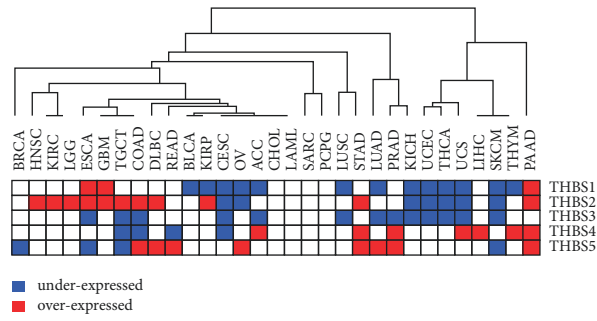 BRCA HNSC KIRC LGG ESCA GBM TGCT COAD DLBC READ BLCA KIRP CESC OV ACC CHOL LAML SARC PCPG LUSC STAD LUAD PRAD KICH UCEC THCA UCS LIHC SKCM THYM PAAD
THBS1
THBS2
THBS3
THBS4
THBS5
under-expressed
over-expressed